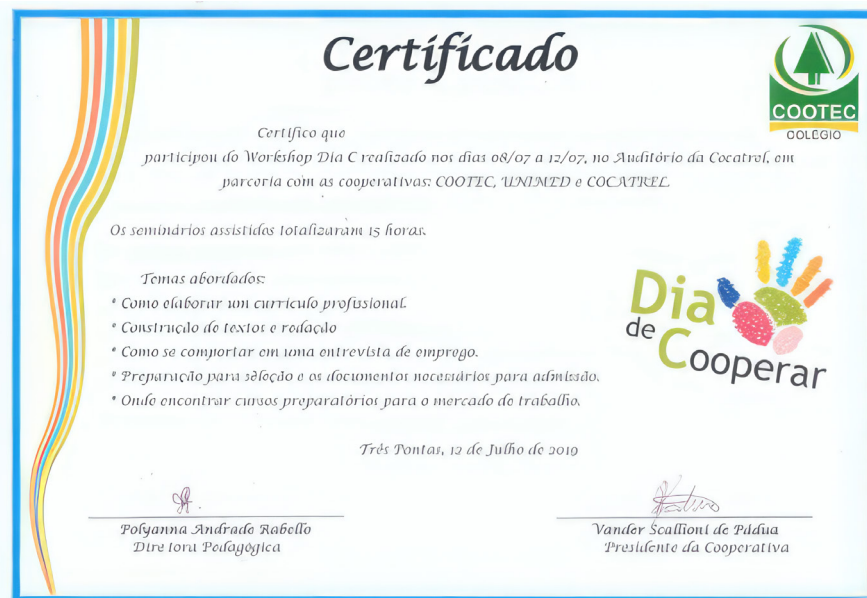 Certificado
COOTEC
COLÉGIO
Certifico que
participou do Workshop Dia C realizado nos dias 08/07 a 12/07, no Auditório da Cocatrel, em
parceria com as cooperativas: COOTEC, UNIMED e COCATREL
Os seminários assistidos totalizaram 15 horas.
Temas abordados:
* Como elaborar um currículo profissional.
* Construção de textos e redação
* Como se comportar em uma entrevista de emprego.
* Preparação para seleção e os documentos necessários para admissão.
* Onde encontrar cursos preparatórios para o mercado de trabalho.
Dia
de Cooperar
Três Pontas, 12 de Julho de 2019
Polyanna Andrade Rabello
Diretora Pedagógica
Vander Scallioni de Pádua
Presidente da Cooperativa